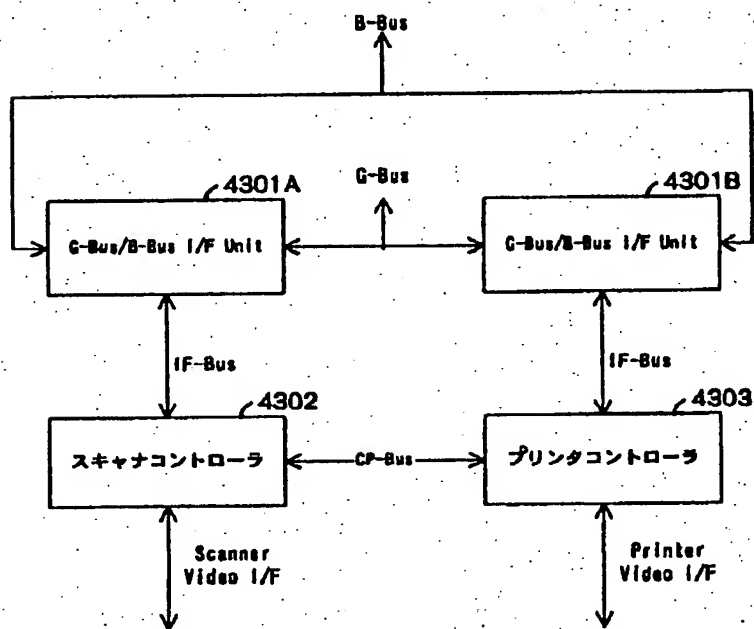 B-Bus
4301A
G-Bus
4301B
G-Bus/B-Bus I/F Unit
G-Bus/B-Bus I/F Unit
IF-Bus
IF-Bus
4302
4303
スキャナコントローラ
CP-Bus
プリンタコントローラ
Scanner
Video I/F
Printer
Video I/F